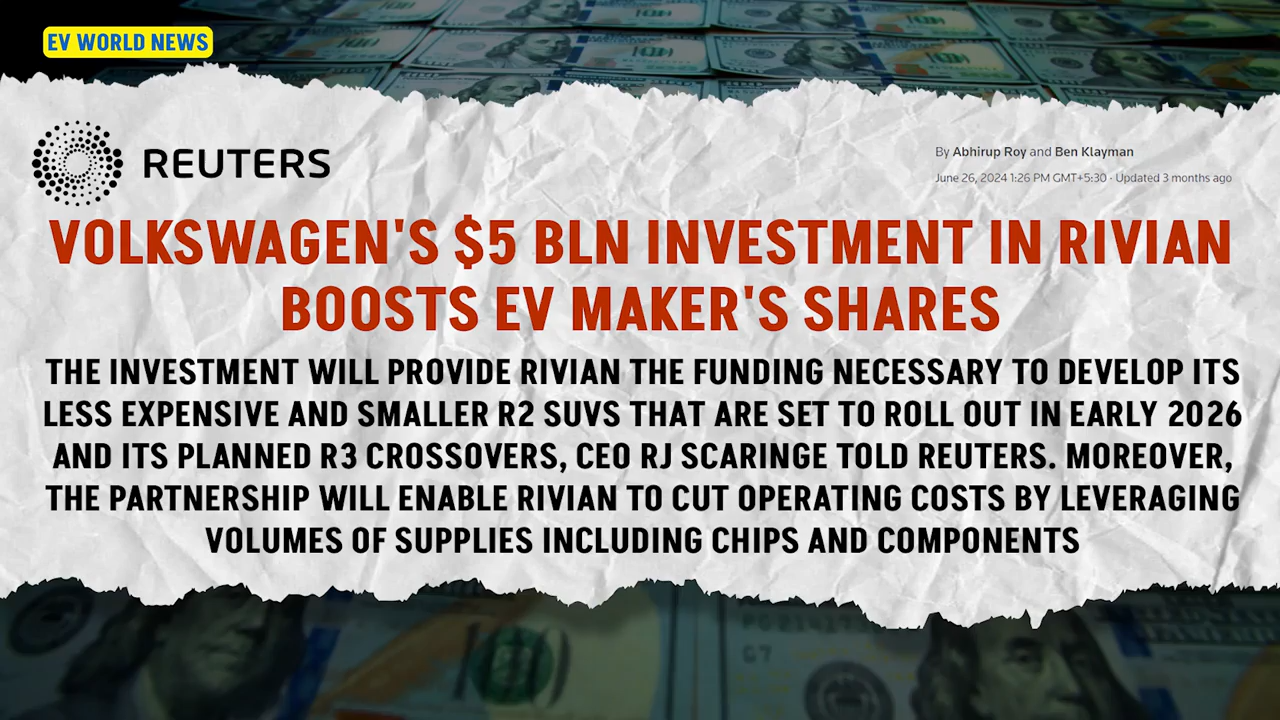 EV WORLD NEWS
REUTERS
By Abhirup Roy and Ben Klayman
June 26, 2024 1:26 PM GMT+5:30 · Updated 3 months ago
VOLKSWAGEN'S $5 BLN INVESTMENT IN RIVIAN
BOOSTS EV MAKER'S SHARES
THE INVESTMENT WILL PROVIDE RIVIAN THE FUNDING NECESSARY TO DEVELOP ITS
LESS EXPENSIVE AND SMALLER R2 SUVS THAT ARE SET TO ROLL OUT IN EARLY 2026
AND ITS PLANNED R3 CROSSOVERS, CEO RJ SCARINGE TOLD REUTERS. MOREOVER,
THE PARTNERSHIP WILL ENABLE RIVIAN TO CUT OPERATING COSTS BY LEVERAGING
VOLUMES OF SUPPLIES INCLUDING CHIPS AND COMPONENTS